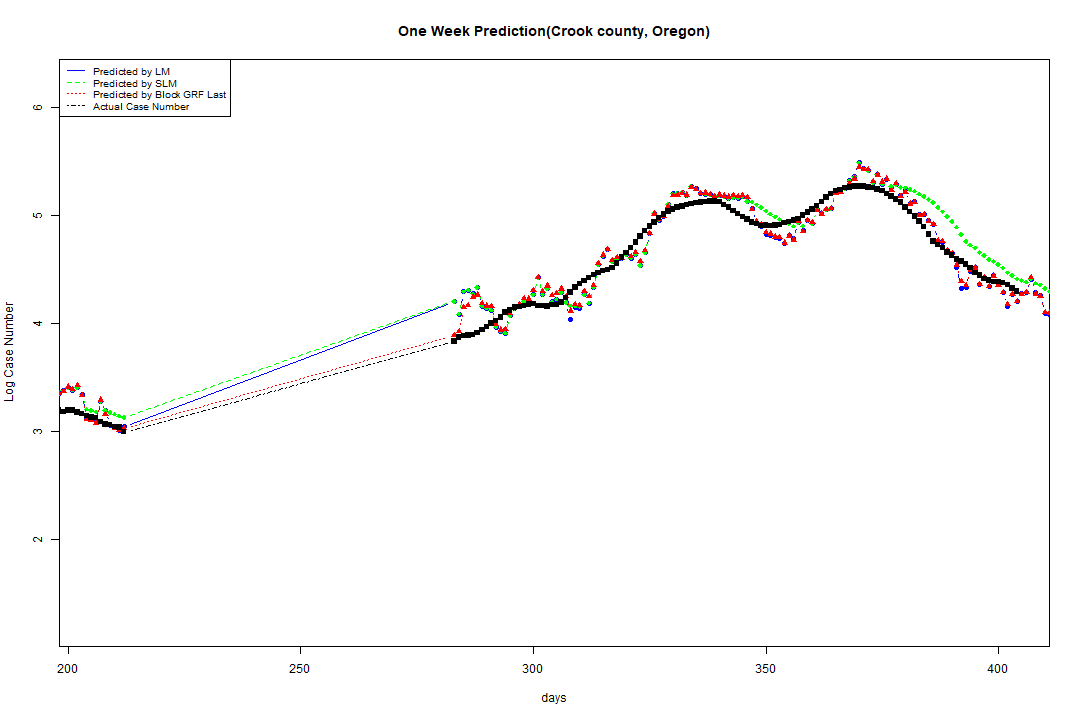 One Week Prediction(Crook county, Oregon)
Predicted by LM
Predicted by SLM
Predicted by Block GRF Last
Actual Case Number
Log Case Number
6
5
4
3
2
200 250 300 350 400
days